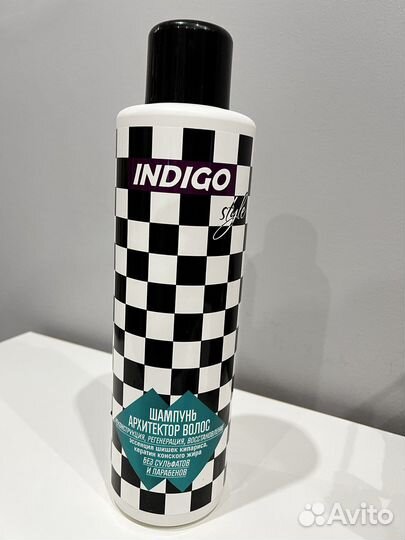 INDIGO
style
ШАМПУНЬ
АРХИТЕКТОР ВОЛОС
РЕКОНСТРУКЦИЯ, РЕГЕНЕРАЦИЯ, ВОССТАНОВЛЕНИЕ
эссенция шишек кипариса,
кератин конского жира
БЕЗ СУЛЬФАТОВ
И ПАРАБЕНОВ
Avito